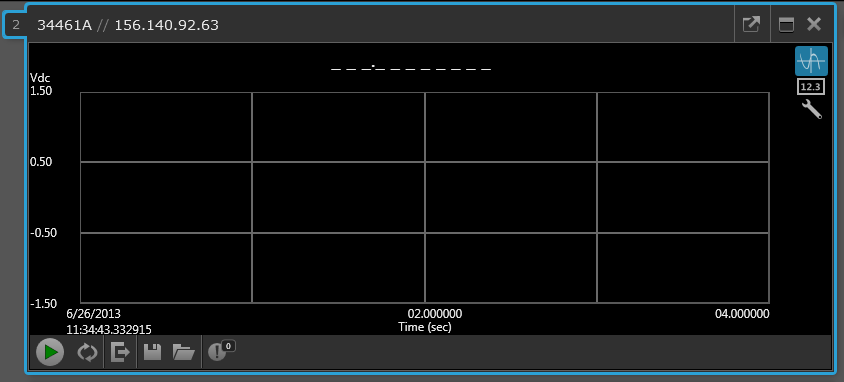 2
34461A // 156.140.92.63
_ _ _._ _ _ _ _ _ _ _
12.3
Vdc
1.50
0.50
-0.50
-1.50
6/26/2013
11:34:43.332915
02.000000
04.000000
Time (sec)
0